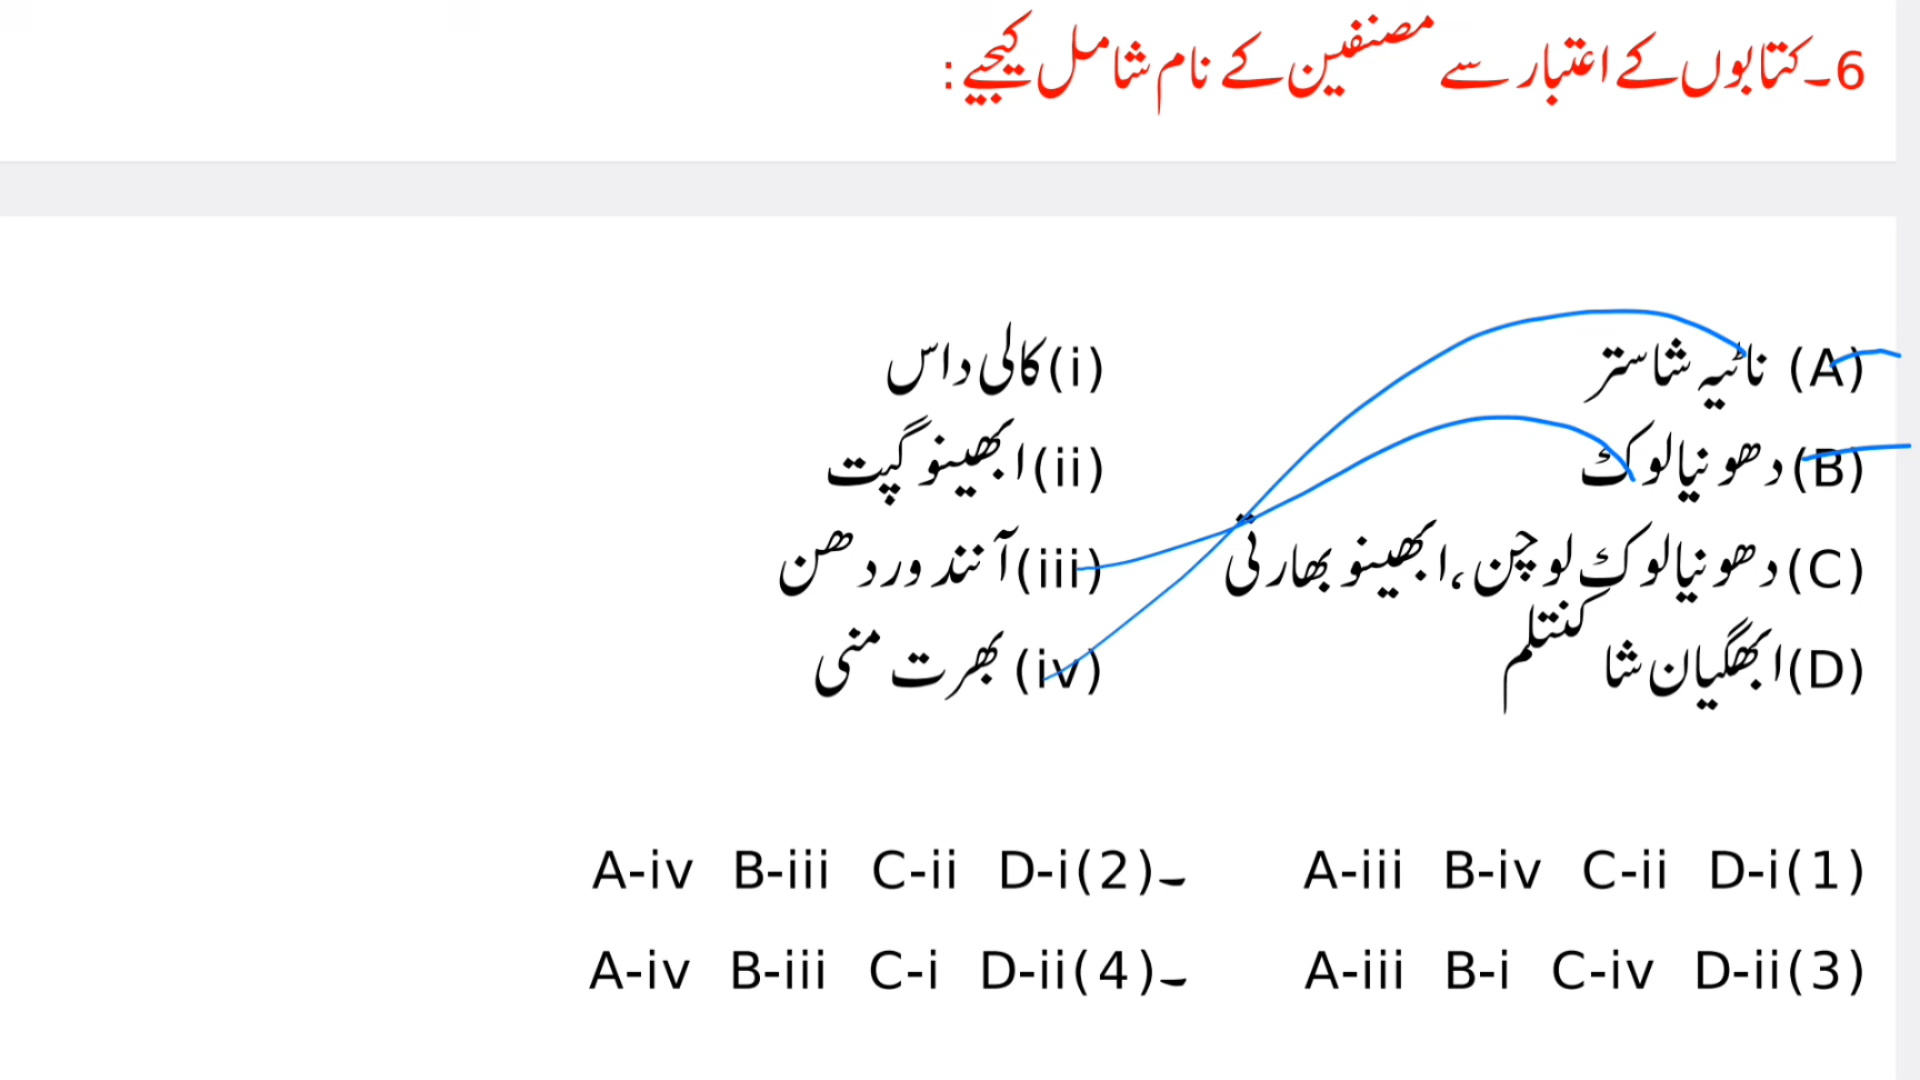 6۔کتابوں کے اعتبار سے مصنفین کے نام شامل کیجیے:
(A) ناٹیہ شاستر (i)کالی داس
(B)دھونیالوک (ii)ابھینو گپت
(C)دھونیالوک لوچن،ابھینو بھارتی (iii)آنند وردھن
(D)ابھگیان شاکنتلم (iv) بھرت منی
A-iii B-iv C-ii D-i(1) A-iv B-iii C-ii D-i(2)۔
A-iii B-i C-iv D-ii(3) A-iv B-iii C-i D-ii(4)۔